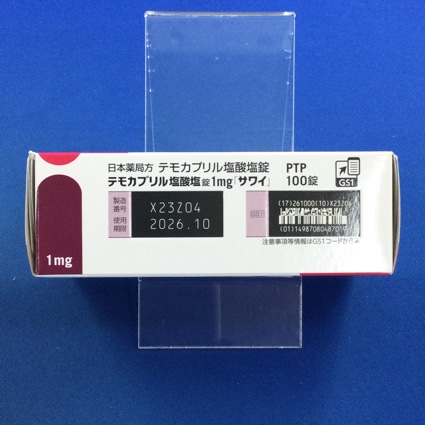 日本薬局方 テモカプリル塩酸塩錠
テモカプリル塩酸塩錠1mg「サワイ」
PTP
100錠
GS1
製造番号 X23Z04
使用期限 2026.10
GS1
(17)261000(10)X23Z04
(01)14987080487019
注意事項等情報はGS1コードから
1mg